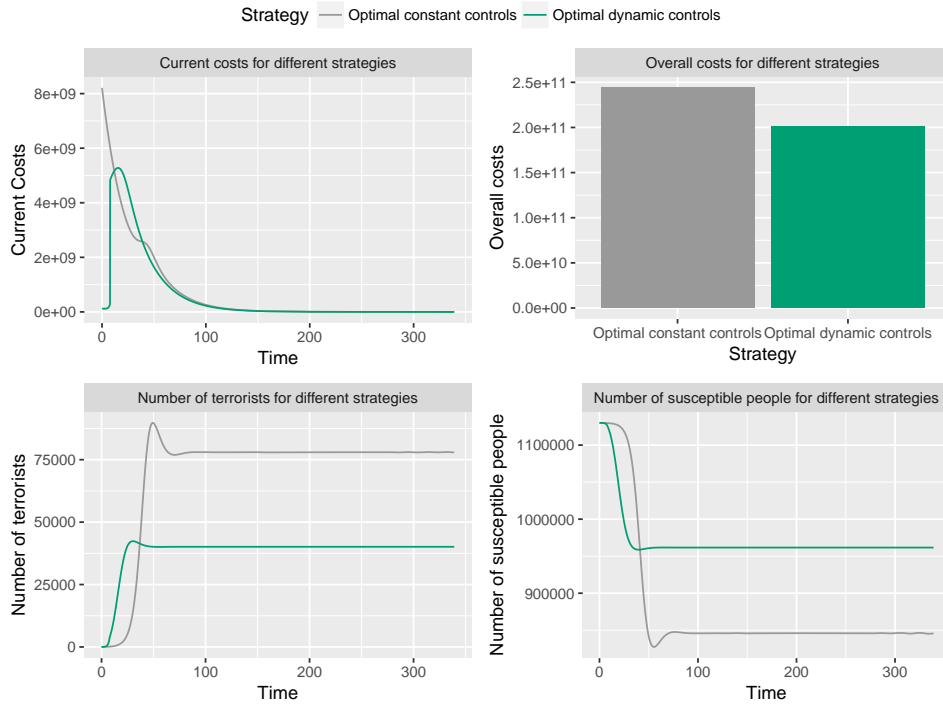 Strategy Optimal constant controls Optimal dynamic controls
Current costs for different strategies
Current Costs
8e+09
6e+09
4e+09
2e+09
0e+00
0 100 200 300
Time
Overall costs for different strategies
Overall costs
2.5e+11
2.0e+11
1.5e+11
1.0e+11
5.0e+10
0.0e+00
Optimal constant controls Optimal dynamic controls
Strategy
Number of terrorists for different strategies
Number of terrorists
75000
50000
25000
0
0 100 200 300
Time
Number of susceptible people for different strategies
Number of susceptible people
1100000
1000000
900000
0 100 200 300
Time